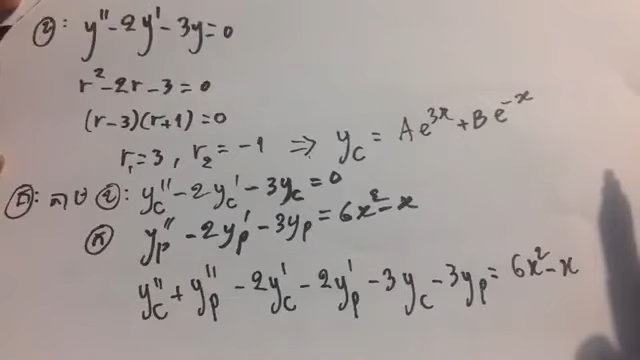 y'' - 2y' - 3y = 0
r² - 2r - 3 = 0
(r-3)(r+1) = 0
r₁ = 3 , r₂ = -1 ⇒ y_c = Ae^{3x} + Be^{-x}
y_c'' - 2y_c' - 3y_c = 0
y_p'' - 2y_p' - 3y_p = 6x² - x
y_c'' + y_p'' - 2y_c' - 2y_p' - 3y_c - 3y_p = 6x² - x